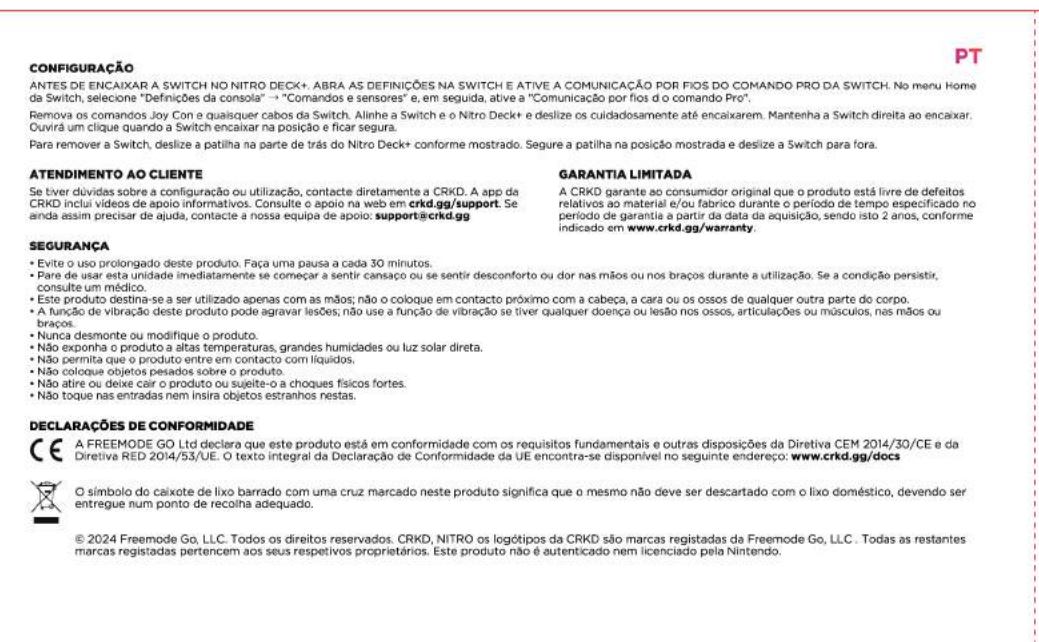 PT
CONFIGURAÇÃO
ANTES DE ENCAIXAR A SWITCH NO NITRO DECK+. ABRA AS DEFINIÇÕES NA SWITCH E ATIVE A COMUNICAÇÃO POR FIOS DO COMANDO PRO DA SWITCH. No menu Home
da Switch, selecione "Definições da consola" → "Comandos e sensores" e, em seguida, ative a "Comunicação por fios d o comando Pro".
Remova os comandos Joy Con e quaisquer cabos da Switch. Alinhe a Switch e o Nitro Deck+ e deslize os cuidadosamente até encaixarem. Mantenha a Switch direita ao encaixar.
Ouvirá um clique quando a Switch encaixar na posição e ficar segura.
Para remover a Switch, deslize a patilha na parte de trás do Nitro Deck+ conforme mostrado. Segure a patilha na posição mostrada e deslize a Switch para fora.
ATENDIMENTO AO CLIENTE
Se tiver dúvidas sobre a configuração ou utilização, contacte diretamente a CRKD. A app da
CRKD inclui vídeos de apoio informativos. Consulte o apoio na web em crkd.gg/support. Se
ainda assim precisar de ajuda, contacte a nossa equipa de apoio: support@crkd.gg
GARANTIA LIMITADA
A CRKD garante ao consumidor original que o produto está livre de defeitos
relativos ao material e/ou fabrico durante o período de tempo especificado no
período de garantia a partir da data da aquisição, sendo isto 2 anos, conforme
indicado em www.crkd.gg/warranty.
SEGURANÇA
• Evite o uso prolongado deste produto. Faça uma pausa a cada 30 minutos.
• Pare de usar esta unidade imediatamente se começar a sentir cansaço ou se sentir desconforto ou dor nas mãos ou nos braços durante a utilização. Se a condição persistir,
consulte um médico.
• Este produto destina-se a ser utilizado apenas com as mãos; não o coloque em contacto próximo com a cabeça, a cara ou os ossos de qualquer outra parte do corpo.
• A função de vibração deste produto pode agravar lesões; não use a função de vibração se tiver qualquer doença ou lesão nos ossos, articulações ou músculos, nas mãos ou
braços.
• Nunca desmonte ou modifique o produto.
• Não exponha o produto a altas temperaturas, grandes humidades ou luz solar direta.
• Não permita que o produto entre em contacto com líquidos.
• Não coloque objetos pesados sobre o produto.
• Não atire ou deixe cair o produto ou sujeite-o a choques físicos fortes.
• Não toque nas entradas nem insira objetos estranhos nestas.
DECLARAÇÕES DE CONFORMIDADE
CE
A FREEMODE GO Ltd declara que este produto está em conformidade com os requisitos fundamentais e outras disposições da Diretiva CEM 2014/30/CE e da
Diretiva RED 2014/53/UE. O texto integral da Declaração de Conformidade da UE encontra-se disponível no seguinte endereço: www.crkd.gg/docs
O símbolo do caixote de lixo barrado com uma cruz marcado neste produto significa que o mesmo não deve ser descartado com o lixo doméstico, devendo ser
entregue num ponto de recolha adequado.
© 2024 Freemode Go, LLC. Todos os direitos reservados. CRKD, NITRO os logótipos da CRKD são marcas registadas da Freemode Go, LLC . Todas as restantes
marcas registadas pertencem aos seus respetivos proprietários. Este produto não é autenticado nem licenciado pela Nintendo.